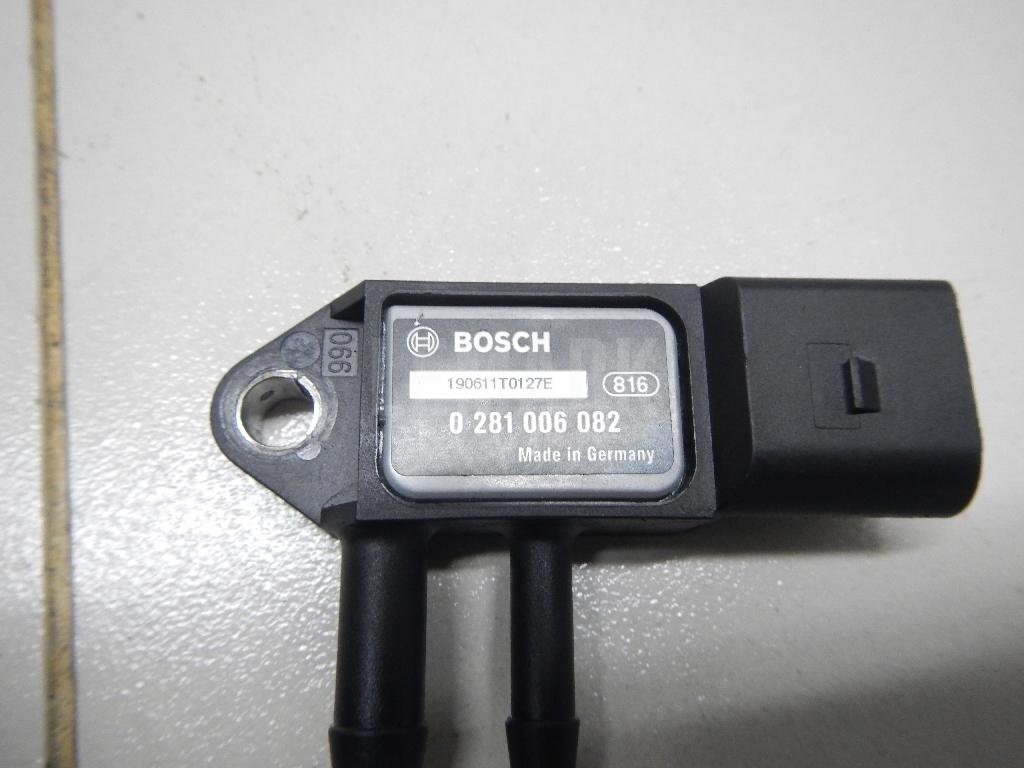 066
BOSCH
190611T0127E
816
0 281 006 082
Made in Germany